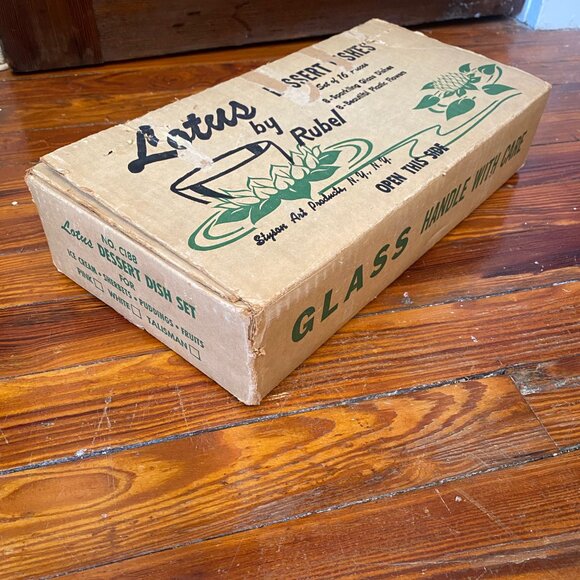 Lotus
by
Rubel
DESSERT DISHES
Set of 16 Pieces
8 - Sparkling Glass Dishes
8 - Beautiful Plastic Flowers
Styson Art Products, N.Y., N.Y.
OPEN THIS SIDE
GLASS HANDLE WITH CARE
NO. C188
Lotus DESSERT DISH SET
FOR
ICE CREAM • SHERBETS • PUDDINGS • FRUITS
PINK WHITE TALISMAN